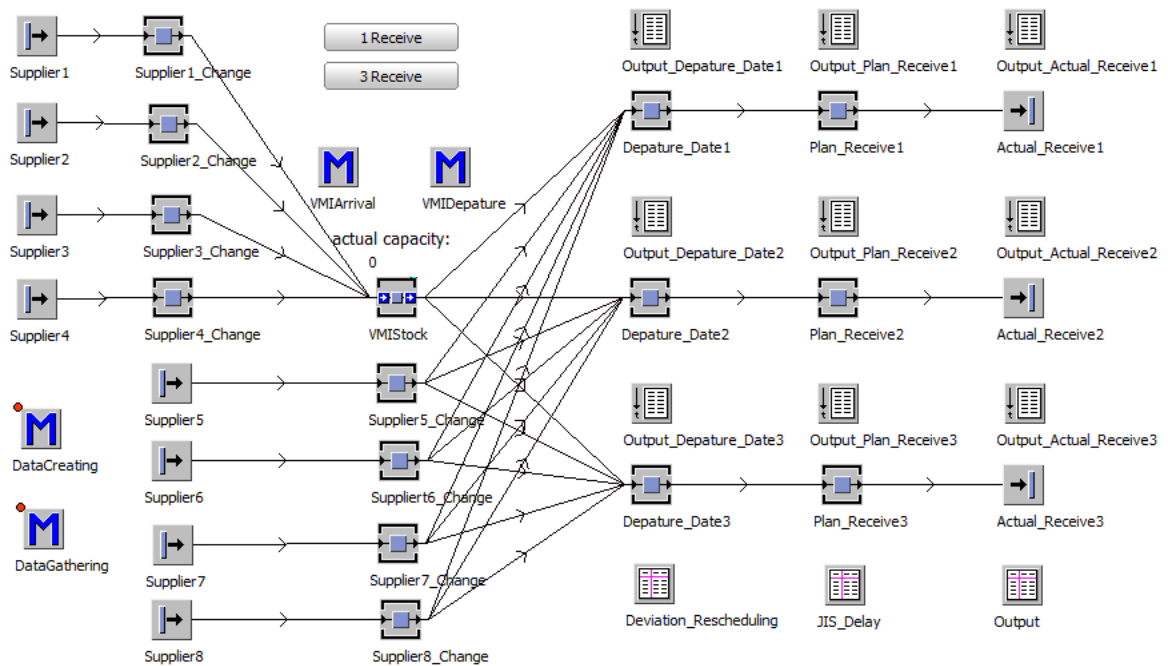 1 Receive
Output_Depature_Date1 Output_Plan_Receive1 Output_Actual_Receive1
Supplier1 Supplier1_Change
3 Receive
Supplier2 Supplier2_Change
Depature_Date1 Plan_Receive1 Actual_Receive1
VMIArrival VMIDepature
Supplier3 Supplier3_Change
actual capacity:
0
Output_Depature_Date2 Output_Plan_Receive2 Output_Actual_Receive2
Supplier4 Supplier4_Change VMIStock
Depature_Date2 Plan_Receive2 Actual_Receive2
Supplier5 Supplier5_Change
Output_Depature_Date3 Output_Plan_Receive3 Output_Actual_Receive3
DataCreating
Supplier6 Suppliert6_Change
Depature_Date3 Plan_Receive3 Actual_Receive3
DataGathering
Supplier7 Supplier7_Change
Deviation_Rescheduling JIS_Delay Output
Supplier8 Supplier8_Change